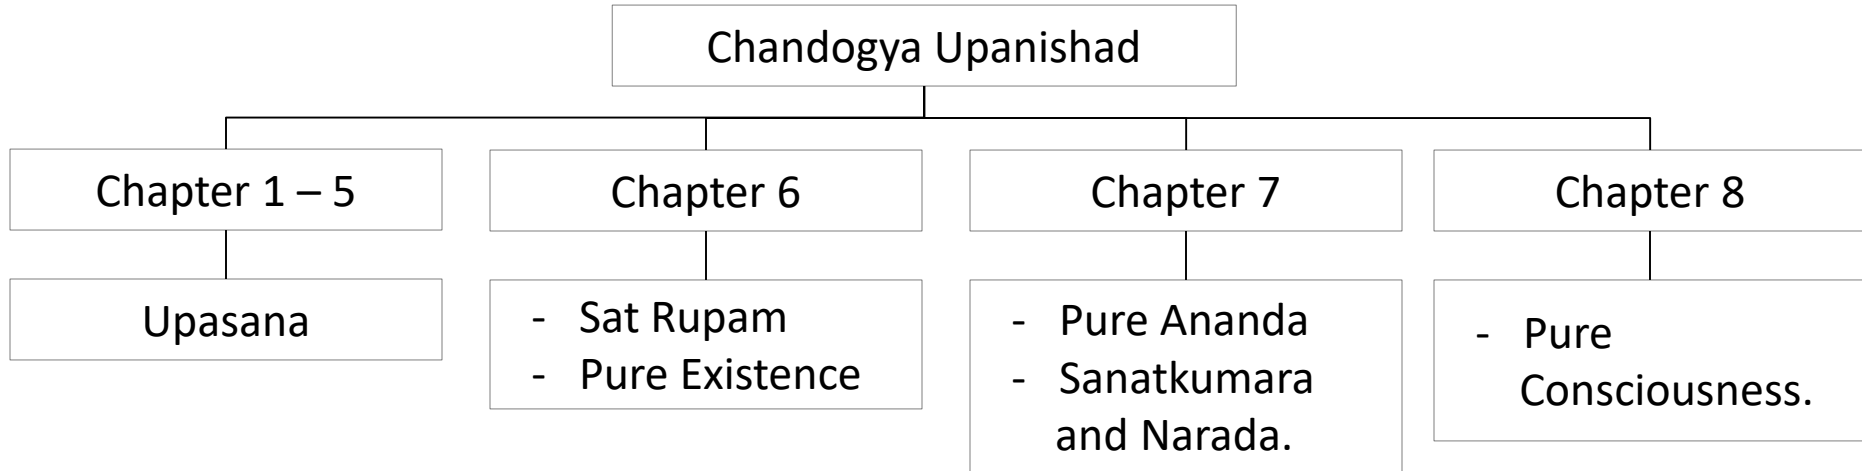 Chandogya Upanishad
Chapter 1 – 5
Chapter 6
Chapter 7
Chapter 8
Upasana
- Sat Rupam
- Pure Existence
- Pure Ananda
- Sanatkumara
and Narada.
- Pure
Consciousness.